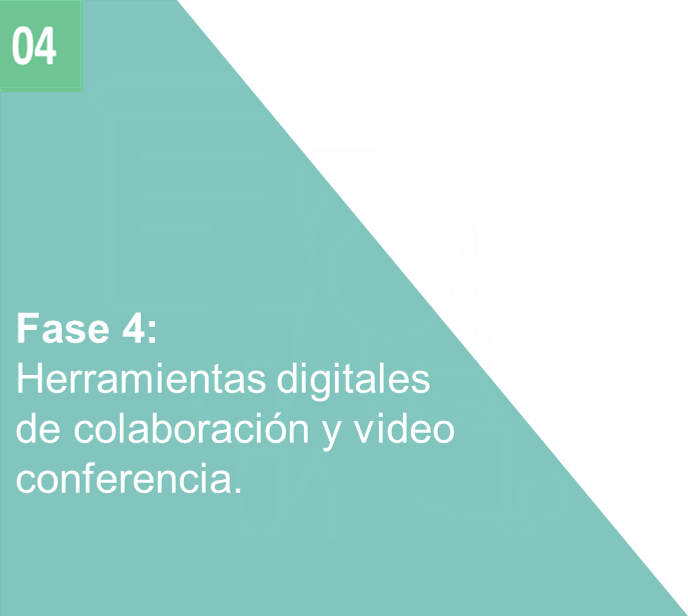 04
Fase 4:
Herramientas digitales
de colaboración y video
conferencia.